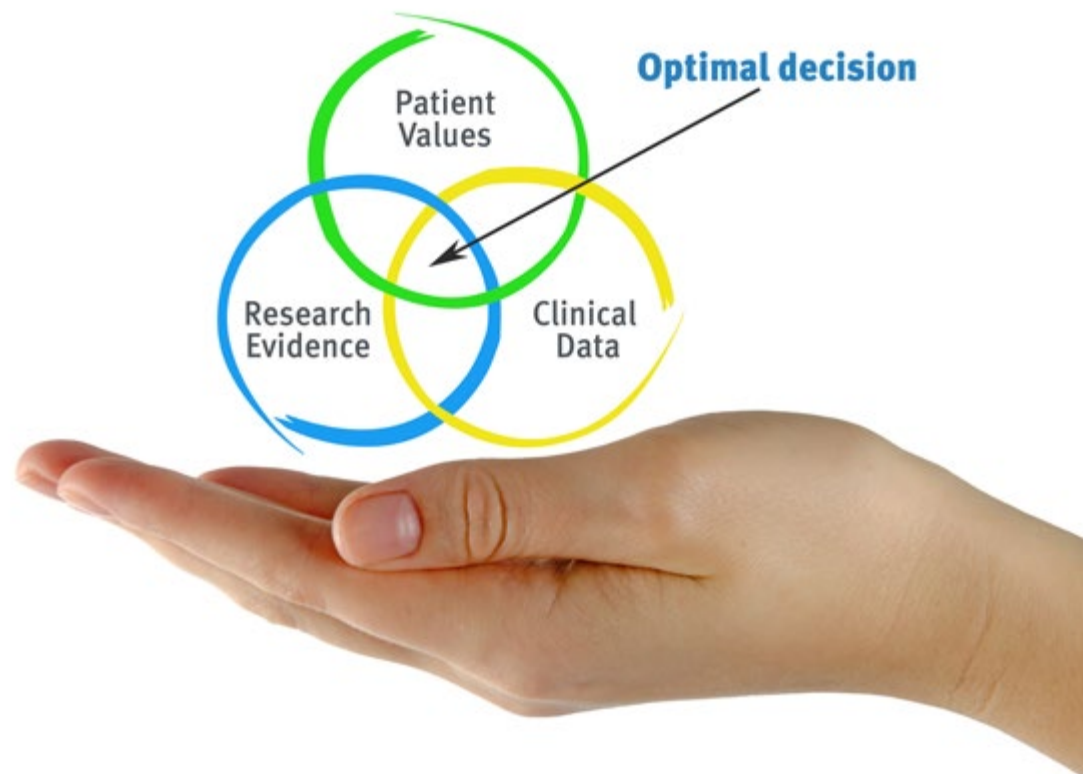 Optimal decision
Patient
Values
Research
Evidence
Clinical
Data